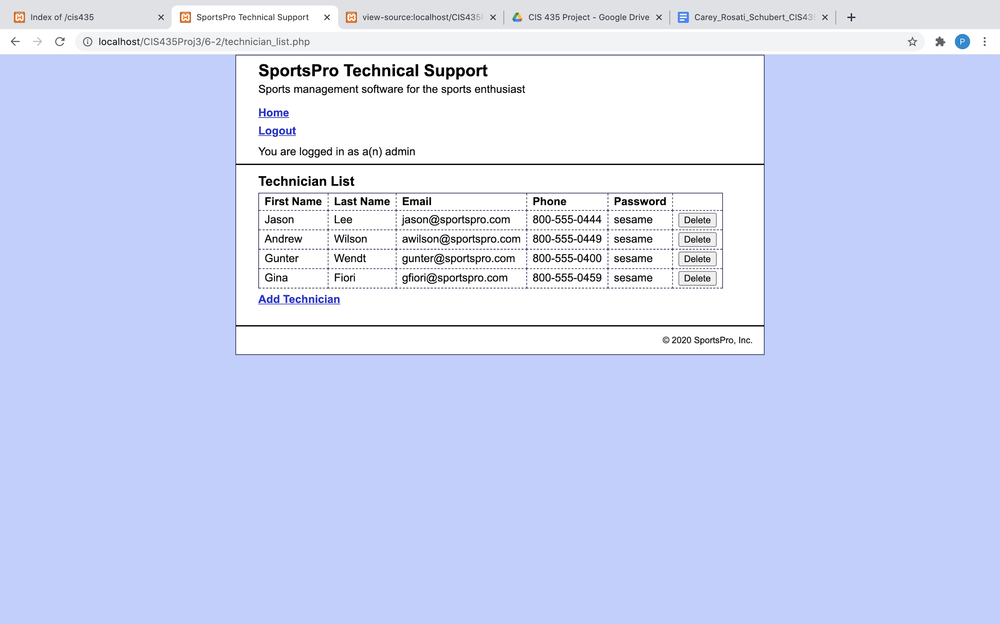 Index of /cis435
SportsPro Technical Support
view-source:localhost/CIS435P
CIS 435 Project - Google Drive
Carey_Rosati_Schubert_CIS435
localhost/CIS435Proj3/6-2/technician_list.php
P
SportsPro Technical Support
Sports management software for the sports enthusiast
Home
Logout
You are logged in as a(n) admin
Technician List
First Name Last Name Email Phone Password
Jason Lee jason@sportspro.com 800-555-0444 sesame Delete
Andrew Wilson awilson@sportspro.com 800-555-0449 sesame Delete
Gunter Wendt gunter@sportspro.com 800-555-0400 sesame Delete
Gina Fiori gfiori@sportspro.com 800-555-0459 sesame Delete
Add Technician
© 2020 SportsPro, Inc.